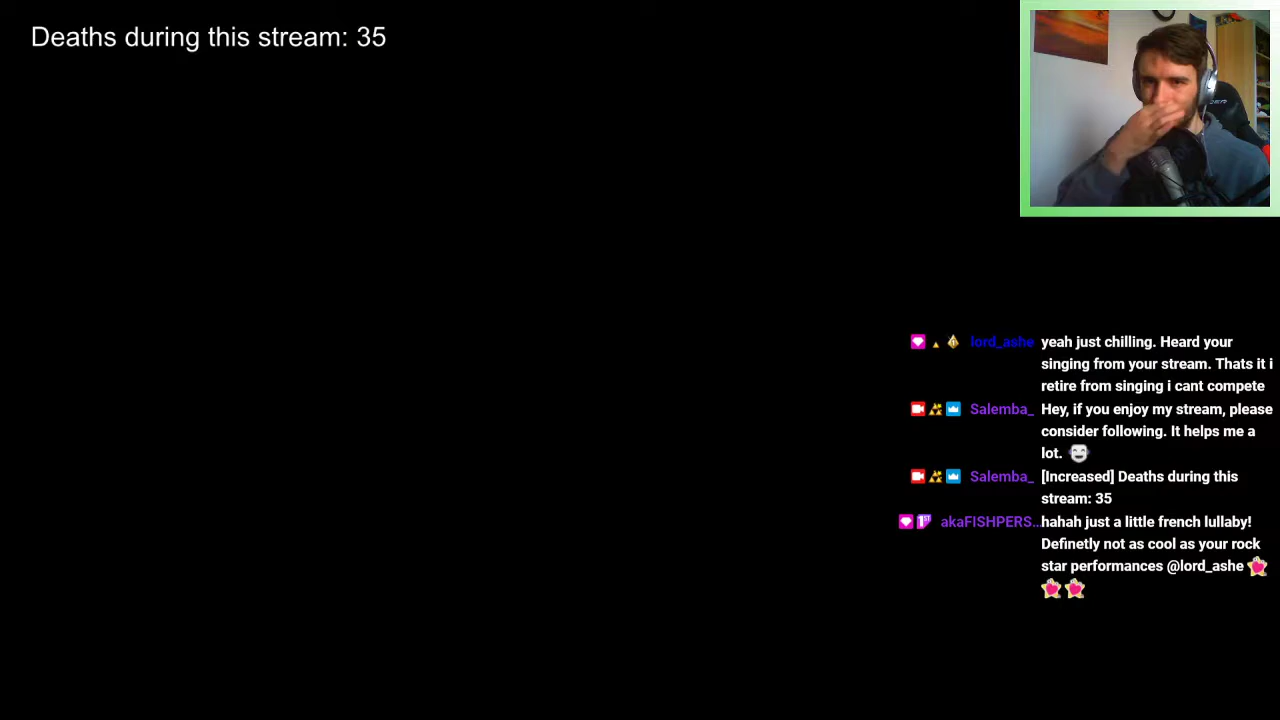 Deaths during this stream: 35
lord_ashe yeah just chilling. Heard your
singing from your stream. Thats it i
retire from singing i cant compete
Salemba_ Hey, if you enjoy my stream, please
consider following. It helps me a
lot.
Salemba_ [Increased] Deaths during this
stream: 35
akaFISHPERS... hahah just a little french lullaby!
Definetly not as cool as your rock
star performances @lord_ashe